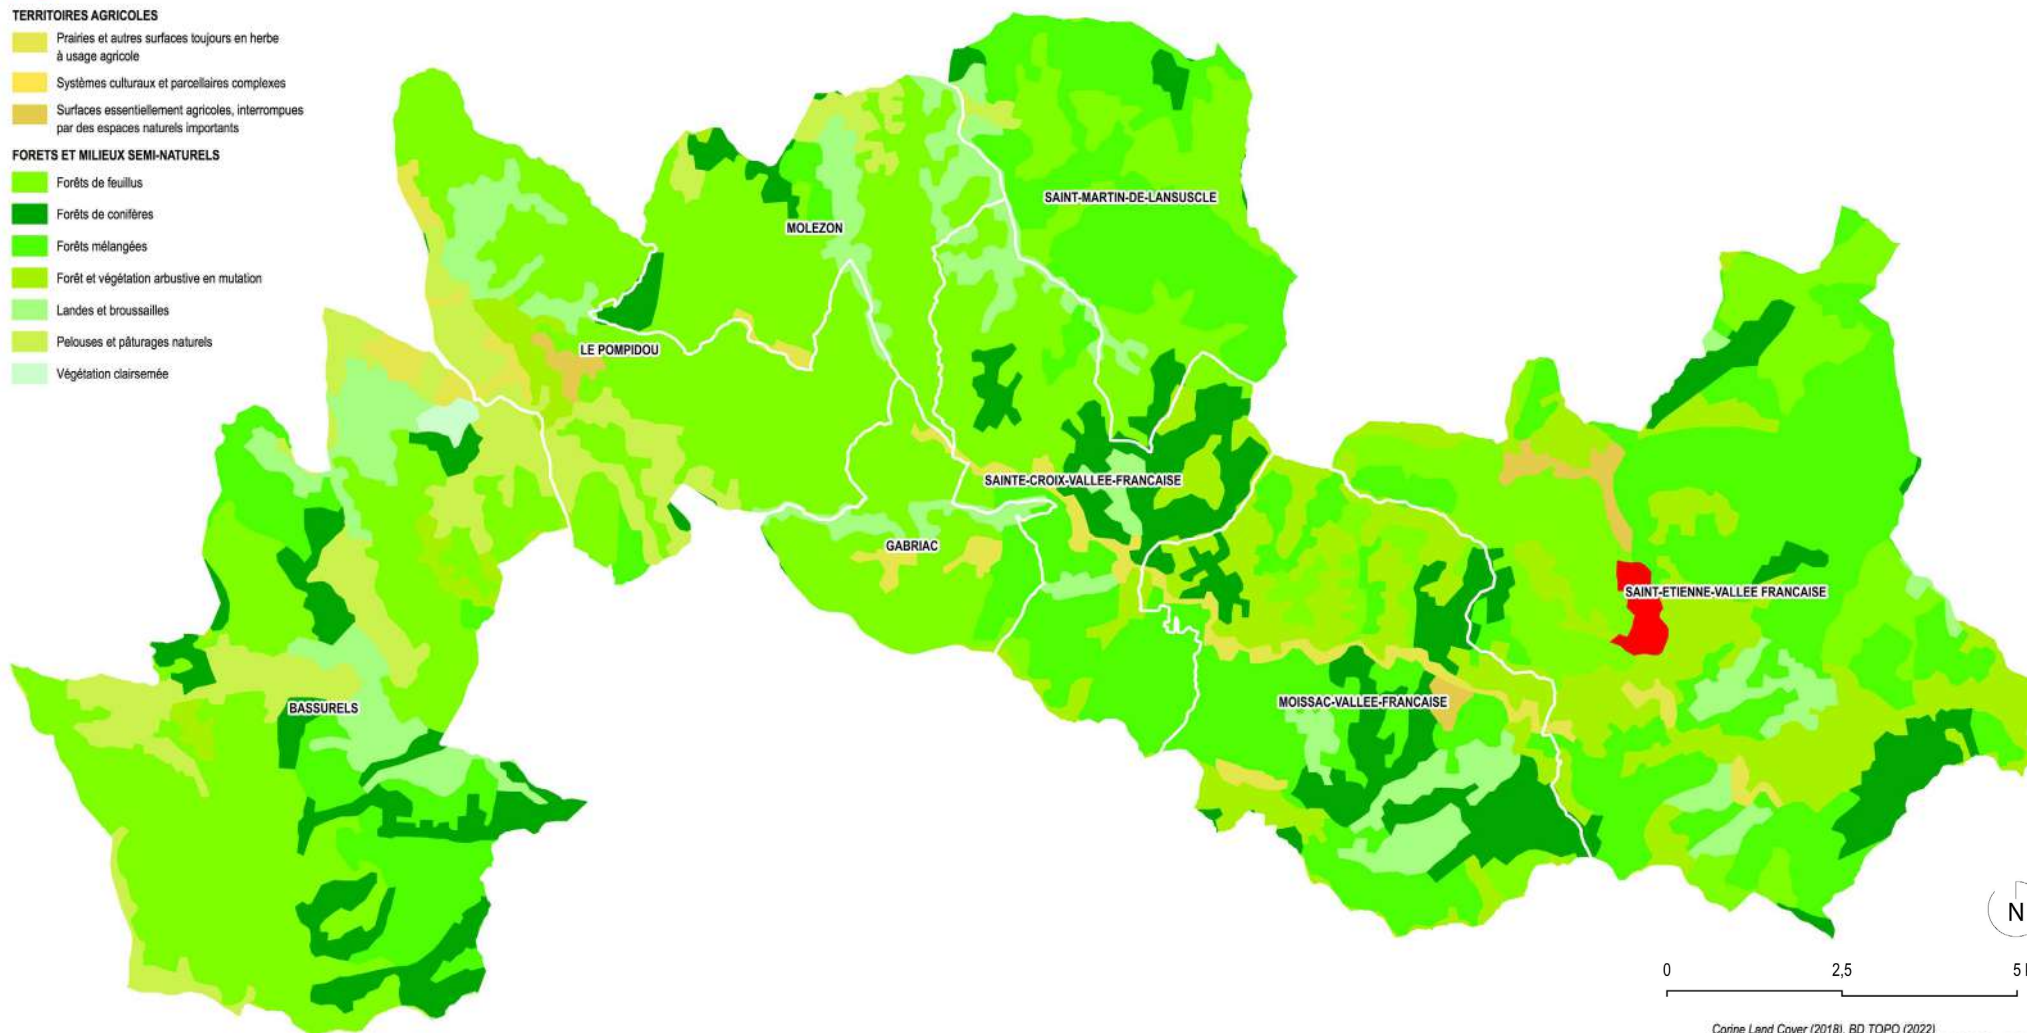 TERRITOIRES AGRICOLES
Prairies et autres surfaces toujours en herbe
à usage agricole
Systèmes culturaux et parcellaires complexes
Surfaces essentiellement agricoles, interrompues
par des espaces naturels importants
FORETS ET MILIEUX SEMI-NATURELS
Forêts de feuillus
Forêts de conifères
Forêts mélangées
Forêt et végétation arbustive en mutation
Landes et broussailles
Pelouses et pâturages naturels
Végétation clairsemée
SAINT-MARTIN-DE-LANSUSCLE
MOLEZON
LE POMPIDOU
SAINTE-CROIX-VALLEE-FRANCAISE
GABRIAC
SAINT-ETIENNE-VALLEE FRANCAISE
MOISSAC-VALLEE-FRANCAISE
BASSURELS
N
0 2,5 5
Corine Land Cover (2018), BD TOPO (2022)